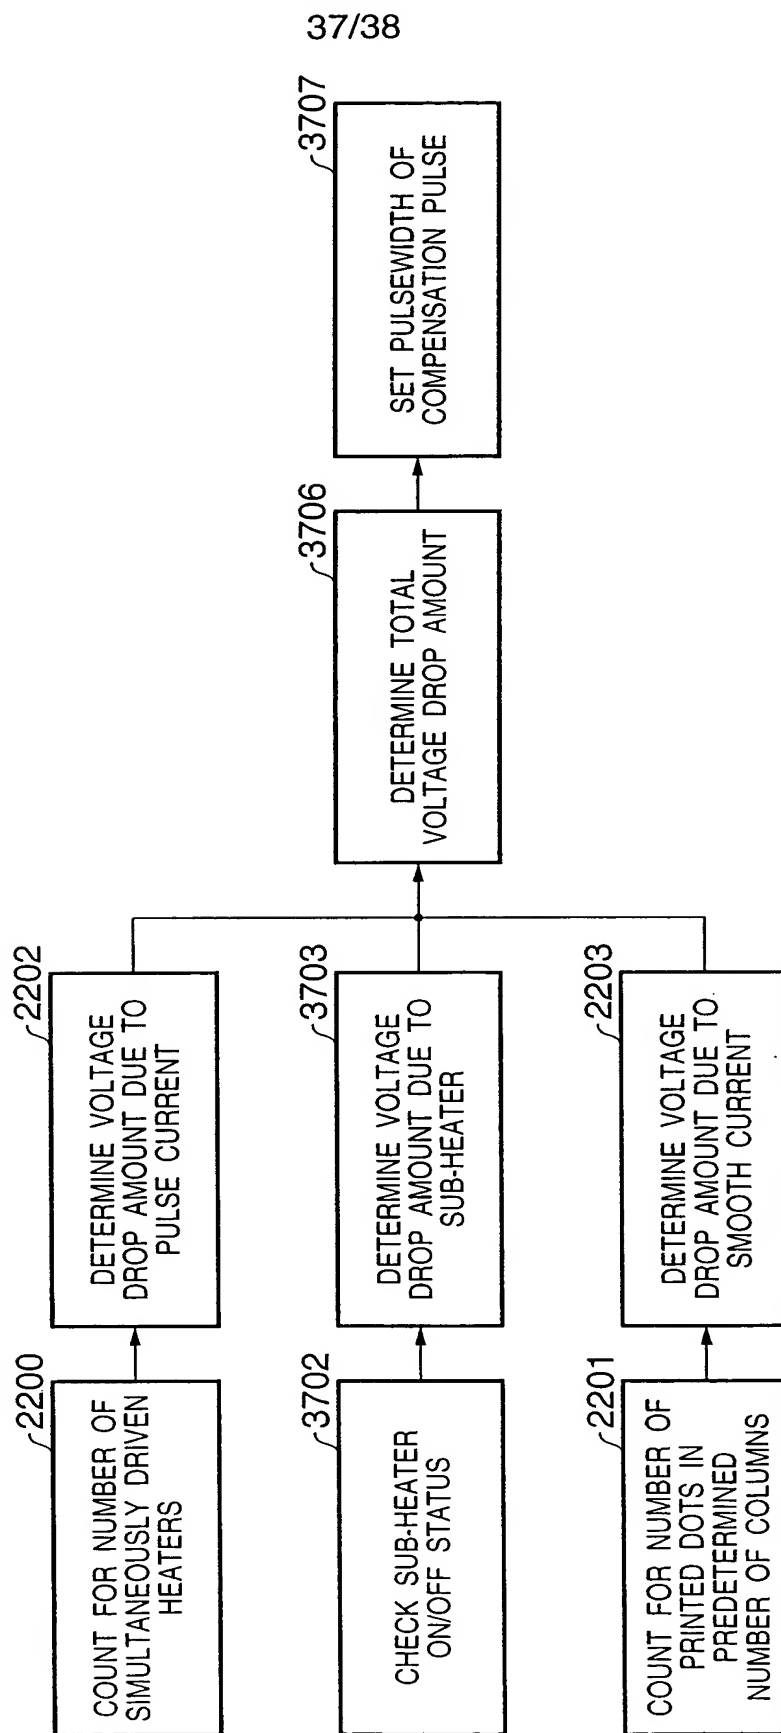 37/38
2200
COUNT FOR NUMBER OF
SIMULTANEOUSLY DRIVEN
HEATERS
2202
DETERMINE VOLTAGE
DROP AMOUNT DUE TO
PULSE CURRENT
3702
CHECK SUB-HEATER
ON/OFF STATUS
3703
DETERMINE VOLTAGE
DROP AMOUNT DUE TO
SUB-HEATER
2201
COUNT FOR NUMBER OF
PRINTED DOTS IN
PREDETERMINED
NUMBER OF COLUMNS
2203
DETERMINE VOLTAGE
DROP AMOUNT DUE TO
SMOOTH CURRENT
3706
DETERMINE TOTAL
VOLTAGE DROP AMOUNT
3707
SET PULSEWIDTH OF
COMPENSATION PULSE